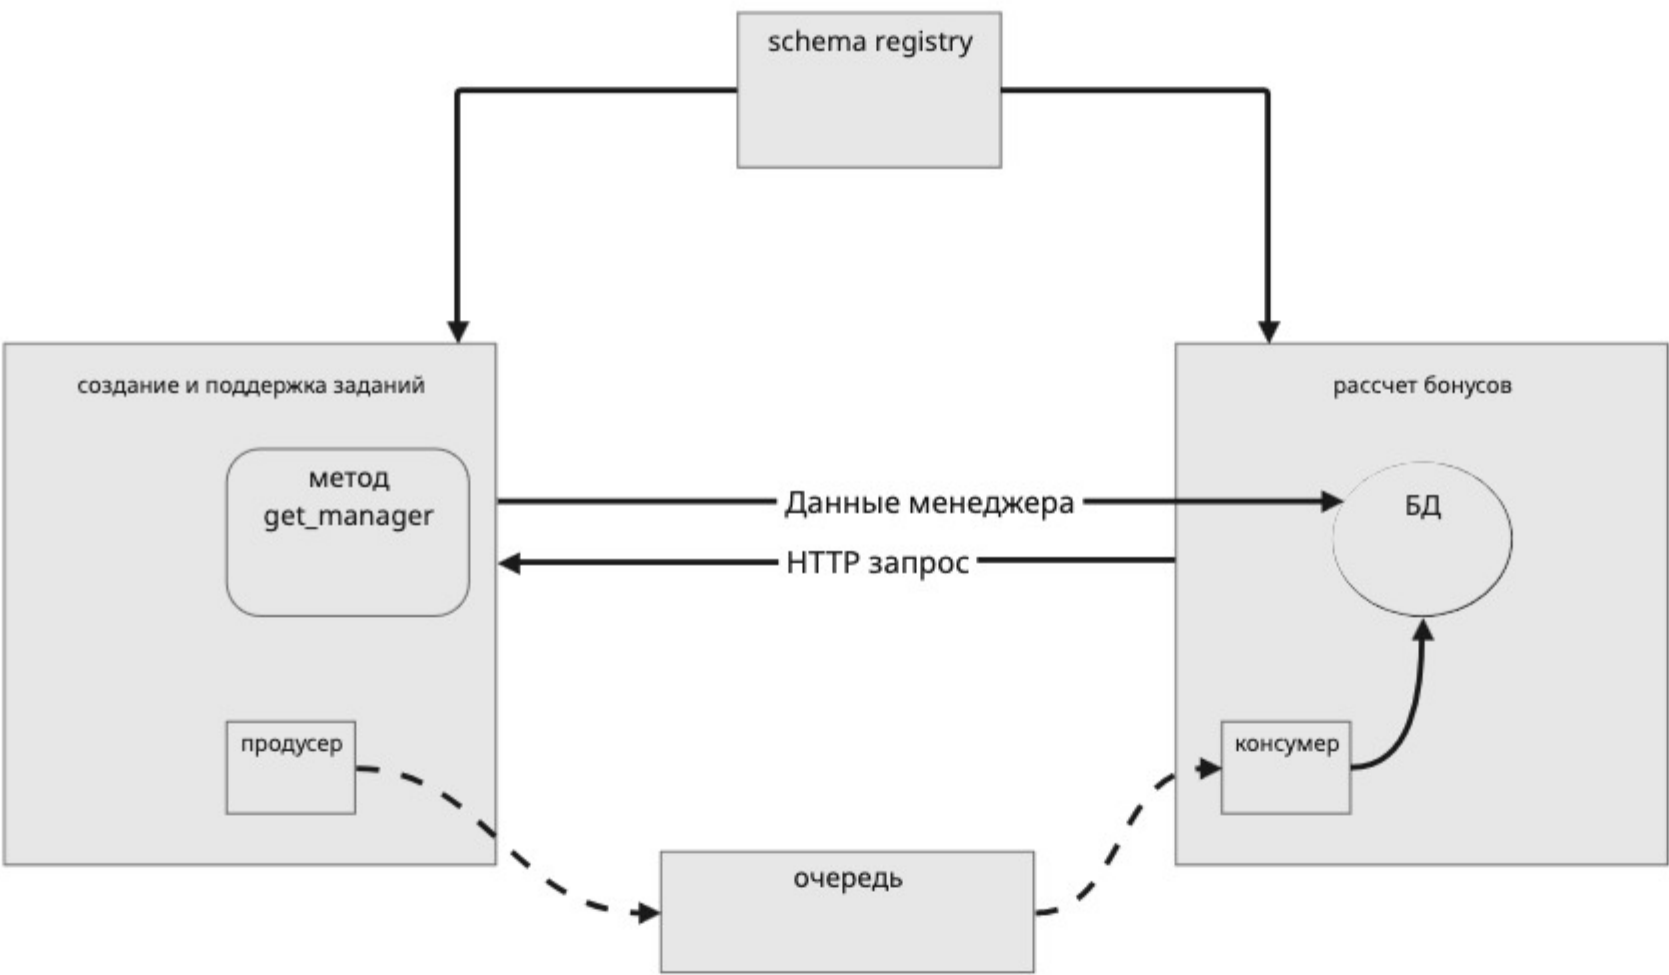 schema registry
создание и поддержка заданий
рассчет бонусов
метод
get_manager
Данные менеджера
БД
HTTP запрос
продусер
консумер
очередь